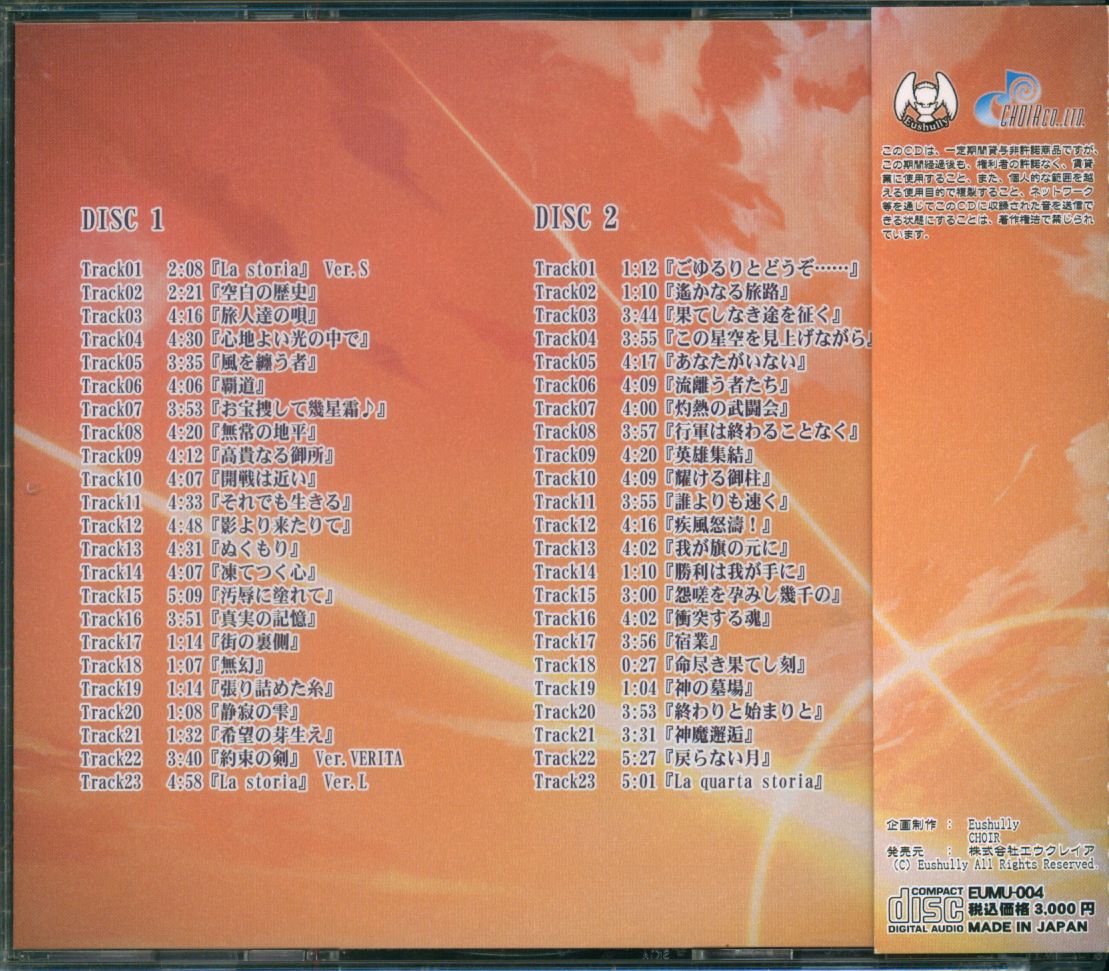 DISC 1
Track01 2:08『La storia』 Ver.S
Track02 2:21『空白の歴史』
Track03 4:16『旅人達の唄』
Track04 4:30『心地よい光の中で』
Track05 3:35『風を纏う者』
Track06 4:06『覇道』
Track07 3:53『お宝捜して幾星霜♪』
Track08 4:20『無常の地平』
Track09 4:12『高貴なる御所』
Track10 4:07『開戦は近い』
Track11 4:33『それでも生きる』
Track12 4:48『影より来たりて』
Track13 4:31『ぬくもり』
Track14 4:07『凍てつく心』
Track15 5:09『汚辱に塗れて』
Track16 3:51『真実の記憶』
Track17 1:14『街の裏側』
Track18 1:07『無幻』
Track19 1:14『張り詰めた糸』
Track20 1:08『静寂の雫』
Track21 1:32『希望の芽生え』
Track22 3:40『約束の剣』 Ver.VERITA
Track23 4:58『La storia』 Ver.L
DISC 2
Track01 1:12『ごゆるりとどうぞ……』
Track02 1:10『遙かなる旅路』
Track03 3:44『果てしなき途を征く』
Track04 3:55『この星空を見上げながら』
Track05 4:17『あなたがいない』
Track06 4:09『流離う者たち』
Track07 4:00『灼熱の武闘会』
Track08 3:57『行軍は終わることなく』
Track09 4:20『英雄集結』
Track10 4:09『耀ける御柱』
Track11 3:55『誰よりも速く』
Track12 4:16『疾風怒濤！』
Track13 4:02『我が旗の元に』
Track14 1:10『勝利は我が手に』
Track15 3:00『怨嗟を孕みし幾千の』
Track16 4:02『衝突する魂』
Track17 3:56『宿業』
Track18 0:27『命尽き果てし刻』
Track19 1:04『神の墓場』
Track20 3:53『終わりと始まりと』
Track21 3:31『神魔邂逅』
Track22 5:27『戻らない月』
Track23 5:01『La quarta storia』
Eushully
CHOIR CO.,LTD.
このCDは、一定期間貸与非許諾商品ですが、
この期間経過後も、権利者の許諾なく、賃貸
業に使用すること、また、個人的な範囲を越
える使用目的で複製すること、ネットワーク
等を通じてこのCDに収録された音を送信で
きる状態にすることは、著作権法で禁じられ
ています。
企画制作 : Eushully
CHOIR
発売元 : 株式会社エウクレイア
(C) Eushully All Rights Reserved.
COMPACT disc DIGITAL AUDIO
EUMU-004
税込価格 3,000 円
MADE IN JAPAN